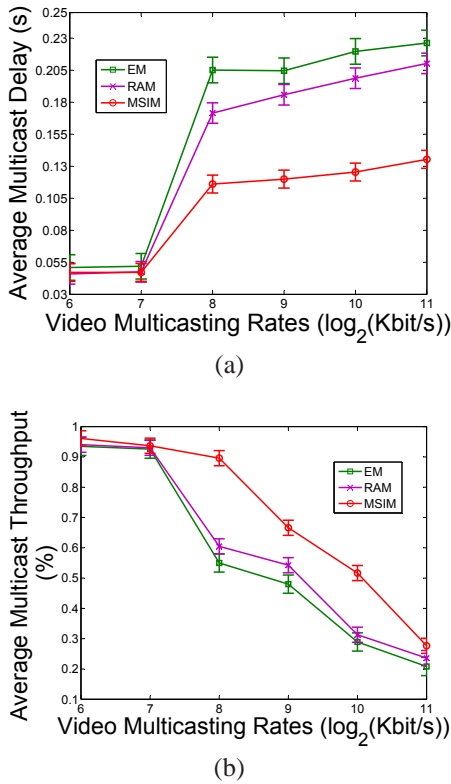 Average Multicast Delay (s)
0.25
0.23
0.205
0.18
0.155
0.13
0.105
0.08
0.055
0.03
EM
RAM
MSIM
6 7 8 9 10 11
Video Multicasting Rates (log2(Kbit/s))
(a)
Average Multicast Throughput
(%)
1
0.9
0.8
0.7
0.6
0.5
0.4
0.3
0.2
0.1
EM
RAM
MSIM
6 7 8 9 10 11
Video Multicasting Rates (log2(Kbit/s))
(b)